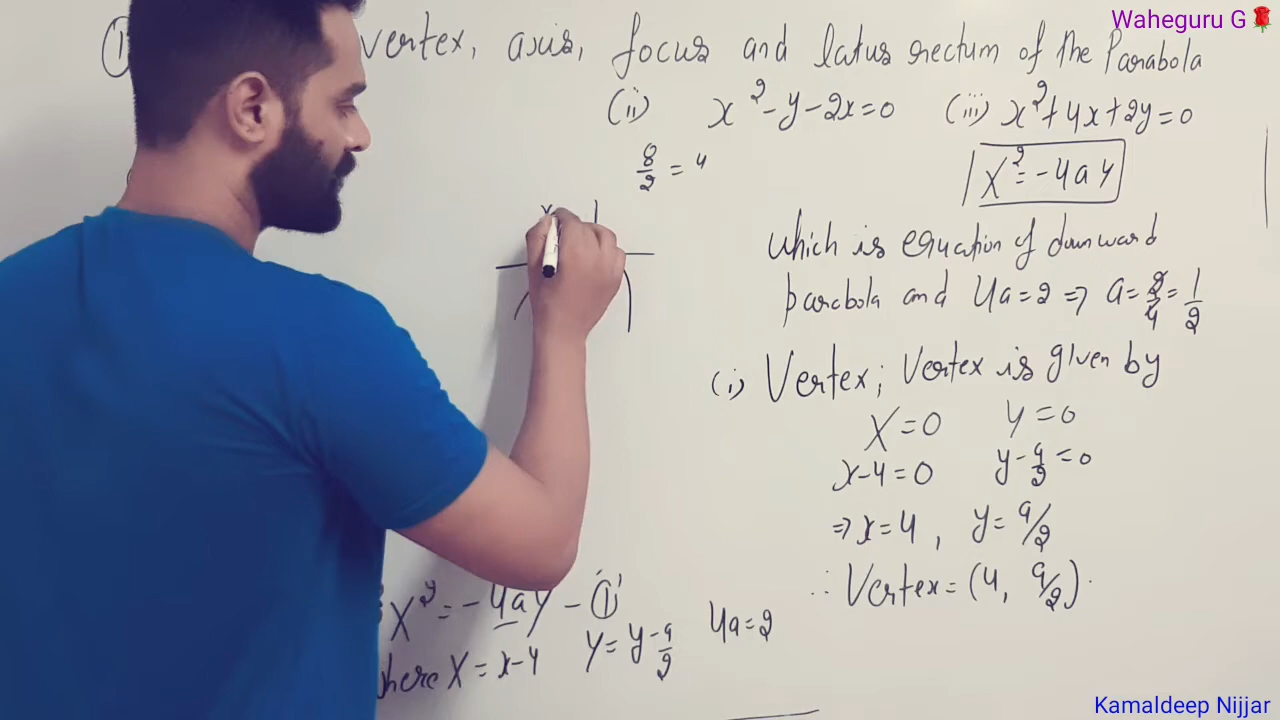 Waheguru G🌹
① vertex, axis, focus and latus rectum of the Parabola
(ii) x² - y - 2x = 0 (iii) x² + 4x + 2y = 0
8/2 = 4
X² = -4aY
which is equation of downward
parabola and 4a = 2 ⇒ a = 2/4 = 1/2
(i) Vertex; Vertex is given by
X = 0 Y = 0
x - 4 = 0 y - 9/2 = 0
⇒ x = 4, y = 9/2
∴ Vertex = (4, 9/2).
X² = -4aY - ①
where X = x - 4 Y = y - 9/2 4a = 2
Kamaldeep Nijjar